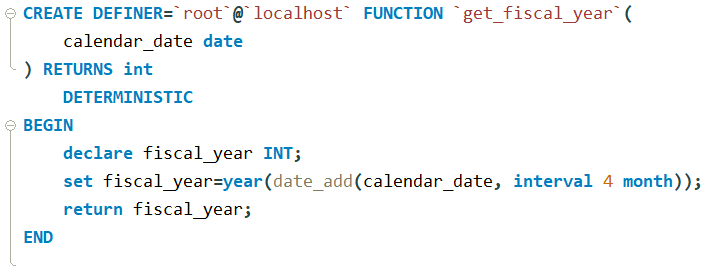 CREATE DEFINER=`root`@`localhost` FUNCTION `get_fiscal_year`(
    calendar_date date
) RETURNS int
    DETERMINISTIC
BEGIN
    declare fiscal_year INT;
    set fiscal_year=year(date_add(calendar_date, interval 4 month));
    return fiscal_year;
END